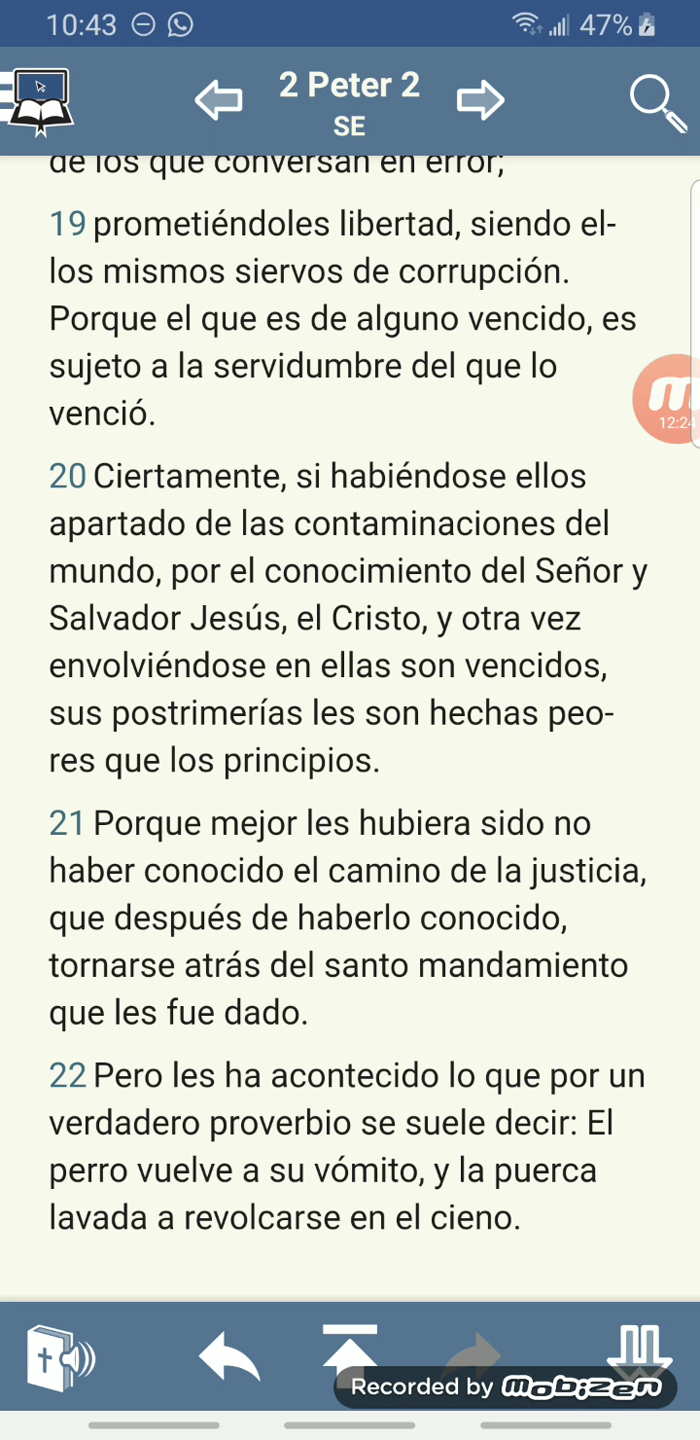 10:43 47%
2 Peter 2
SE
de los que conversan en error;
19 prometiéndoles libertad, siendo el-
los mismos siervos de corrupción.
Porque el que es de alguno vencido, es
sujeto a la servidumbre del que lo
venció.
12:24
20 Ciertamente, si habiéndose ellos
apartado de las contaminaciones del
mundo, por el conocimiento del Señor y
Salvador Jesús, el Cristo, y otra vez
envolviéndose en ellas son vencidos,
sus postrimerías les son hechas peo-
res que los principios.
21 Porque mejor les hubiera sido no
haber conocido el camino de la justicia,
que después de haberlo conocido,
tornarse atrás del santo mandamiento
que les fue dado.
22 Pero les ha acontecido lo que por un
verdadero proverbio se suele decir: El
perro vuelve a su vómito, y la puerca
lavada a revolcarse en el cieno.
Recorded by mobizen